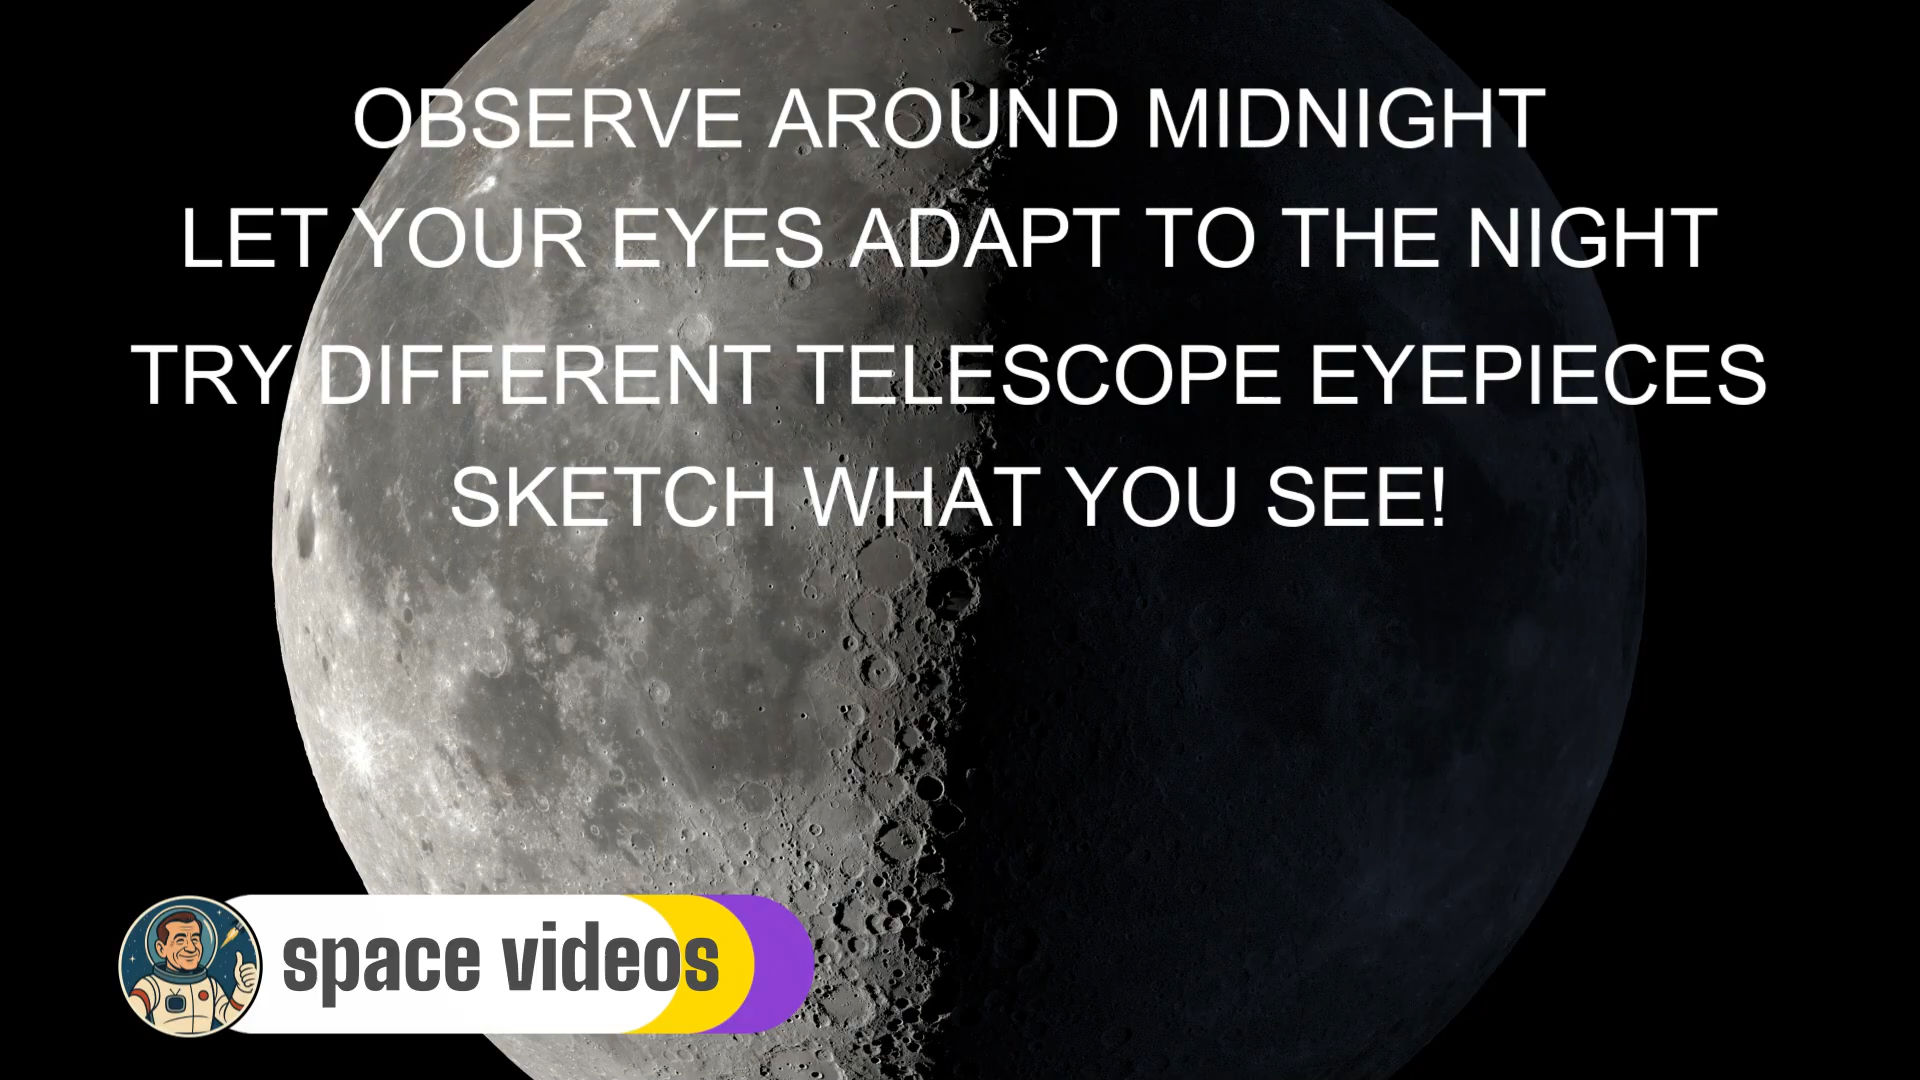 OBSERVE AROUND MIDNIGHT
LET YOUR EYES ADAPT TO THE NIGHT
TRY DIFFERENT TELESCOPE EYEPIECES
SKETCH WHAT YOU SEE!
space videos